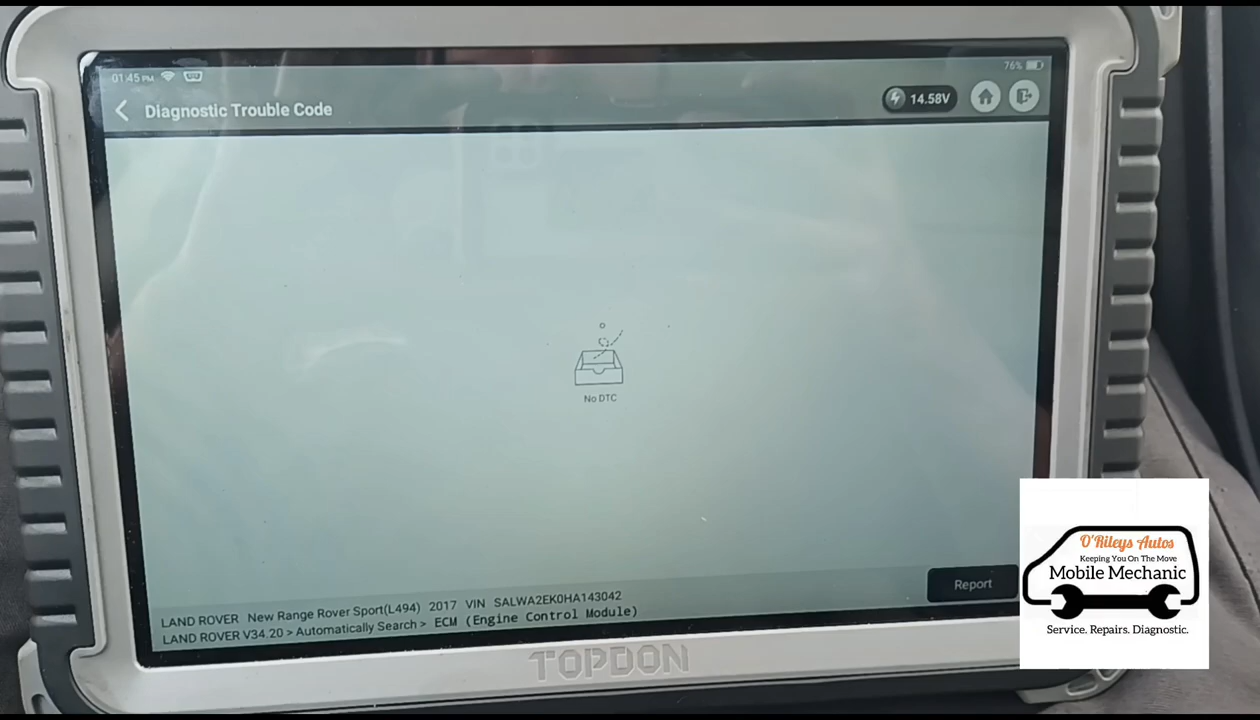 01:45 PM
76%
Diagnostic Trouble Code
14.58V
No DTC
Report
LAND ROVER New Range Rover Sport(L494) 2017 VIN SALWA2EK0HA143042
LAND ROVER V34.20 > Automatically Search > ECM (Engine Control Module)
TOPDON
O'Rileys Autos
Keeping You On The Move
Mobile Mechanic
Service. Repairs. Diagnostic.